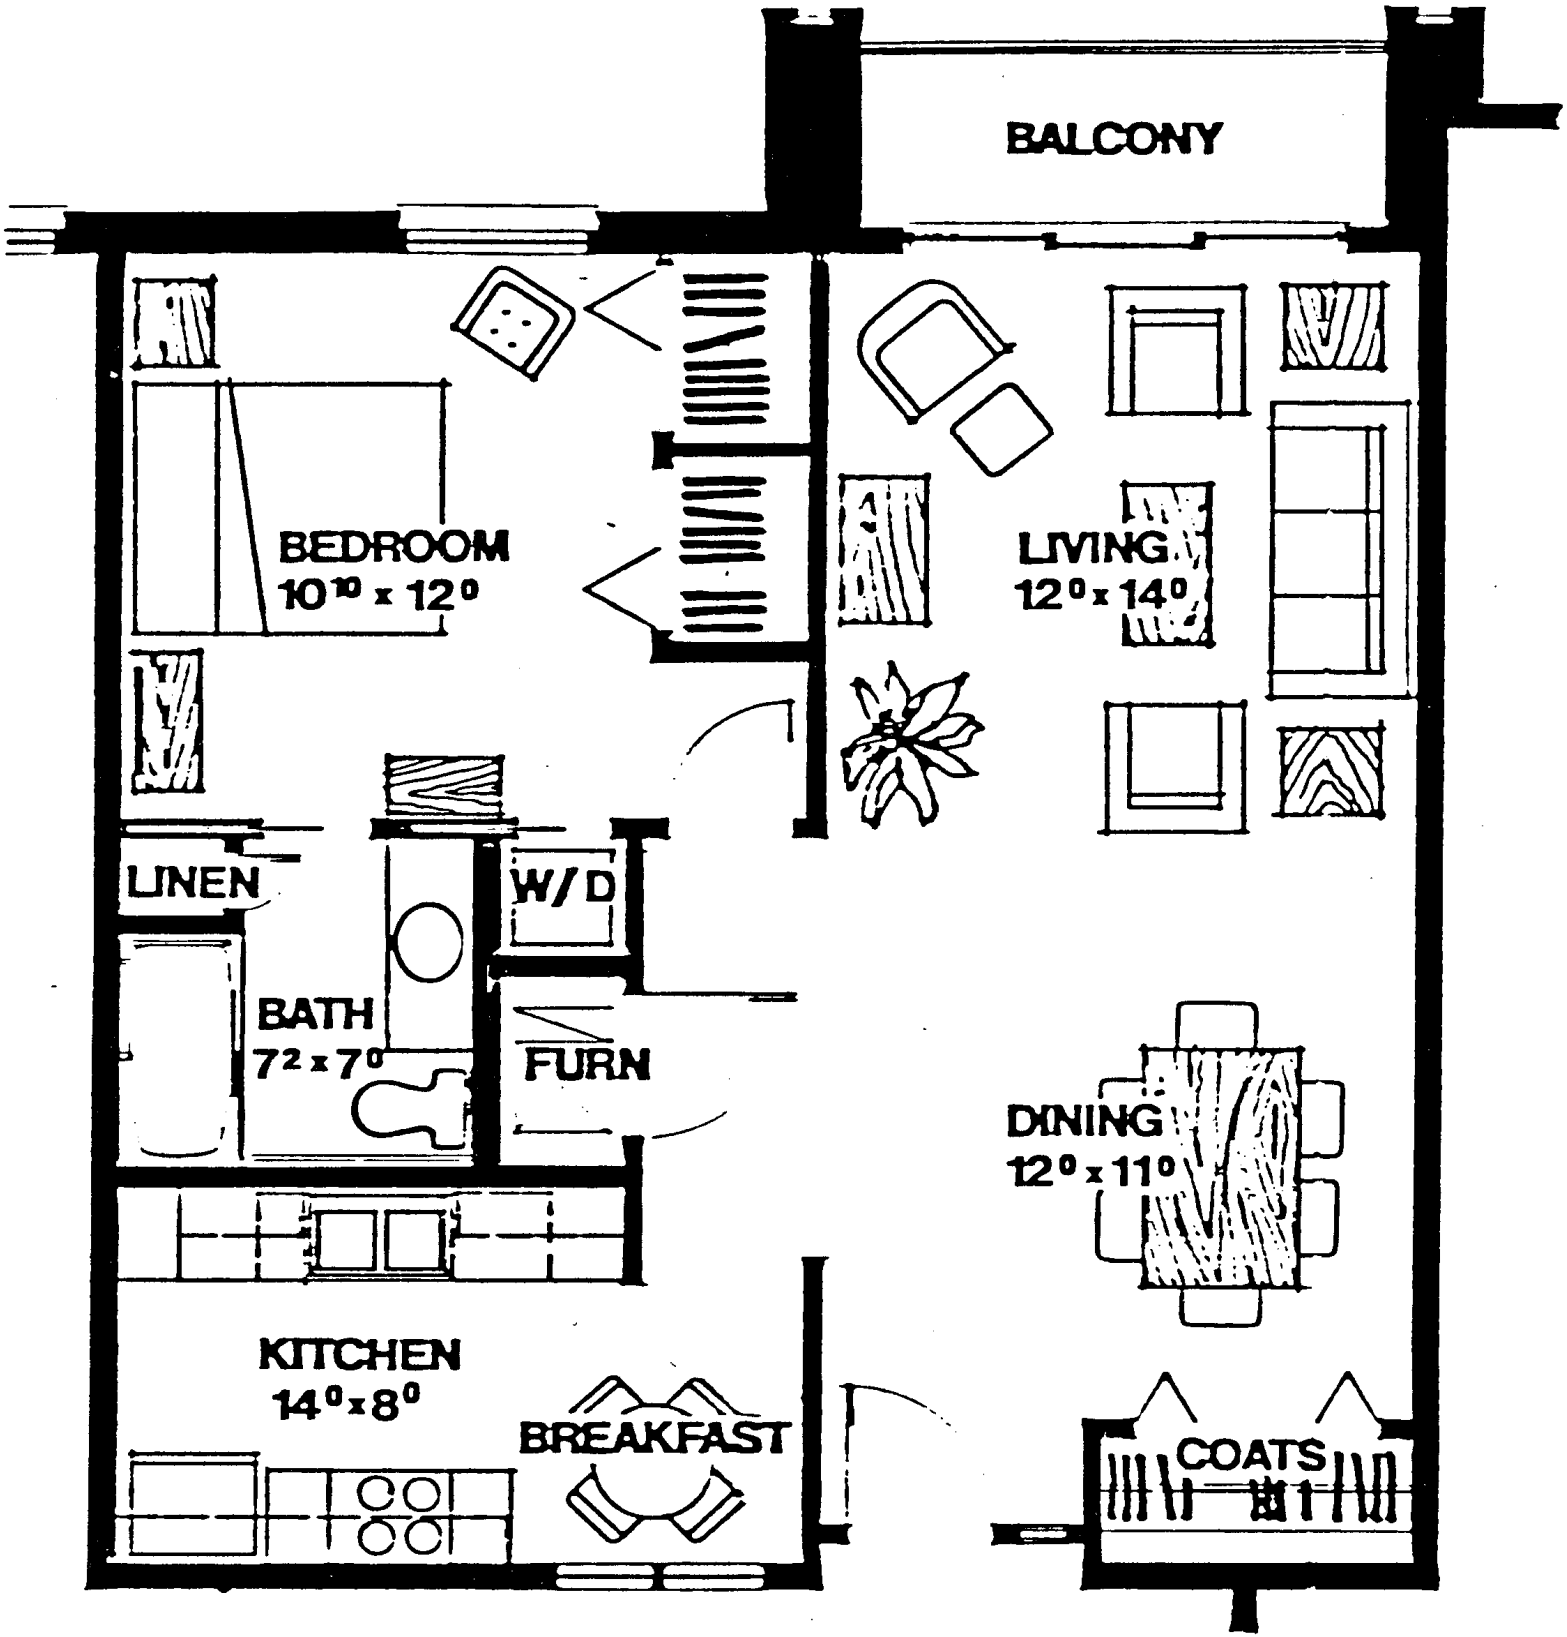 BALCONY
BEDROOM
10¹⁰ x 12⁰
LIVING
12⁰ x 14⁰
LINEN
W/D
BATH
7² x 7⁰
FURN
DINING
12⁰ x 11⁰
KITCHEN
14⁰ x 8⁰
BREAKFAST
COATS